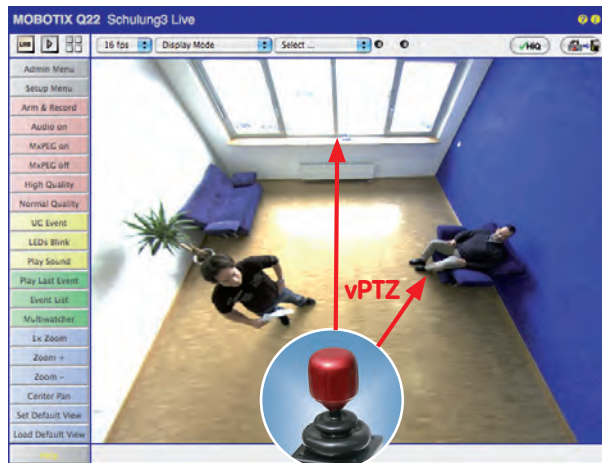 MOBOTIX Q22 Schulung3 Live
LIVE
16 fps
Display Mode
Select ...
HiQ
Admin Menu
Setup Menu
Arm & Record
Audio on
MxPEG on
MxPEG off
High Quality
Normal Quality
UC Event
LEDs Blink
Play Sound
Play Last Event
Event List
Multiwatcher
1x Zoom
Zoom +
Zoom -
Center Pan
Set Default View
Load Default View
vPTZ